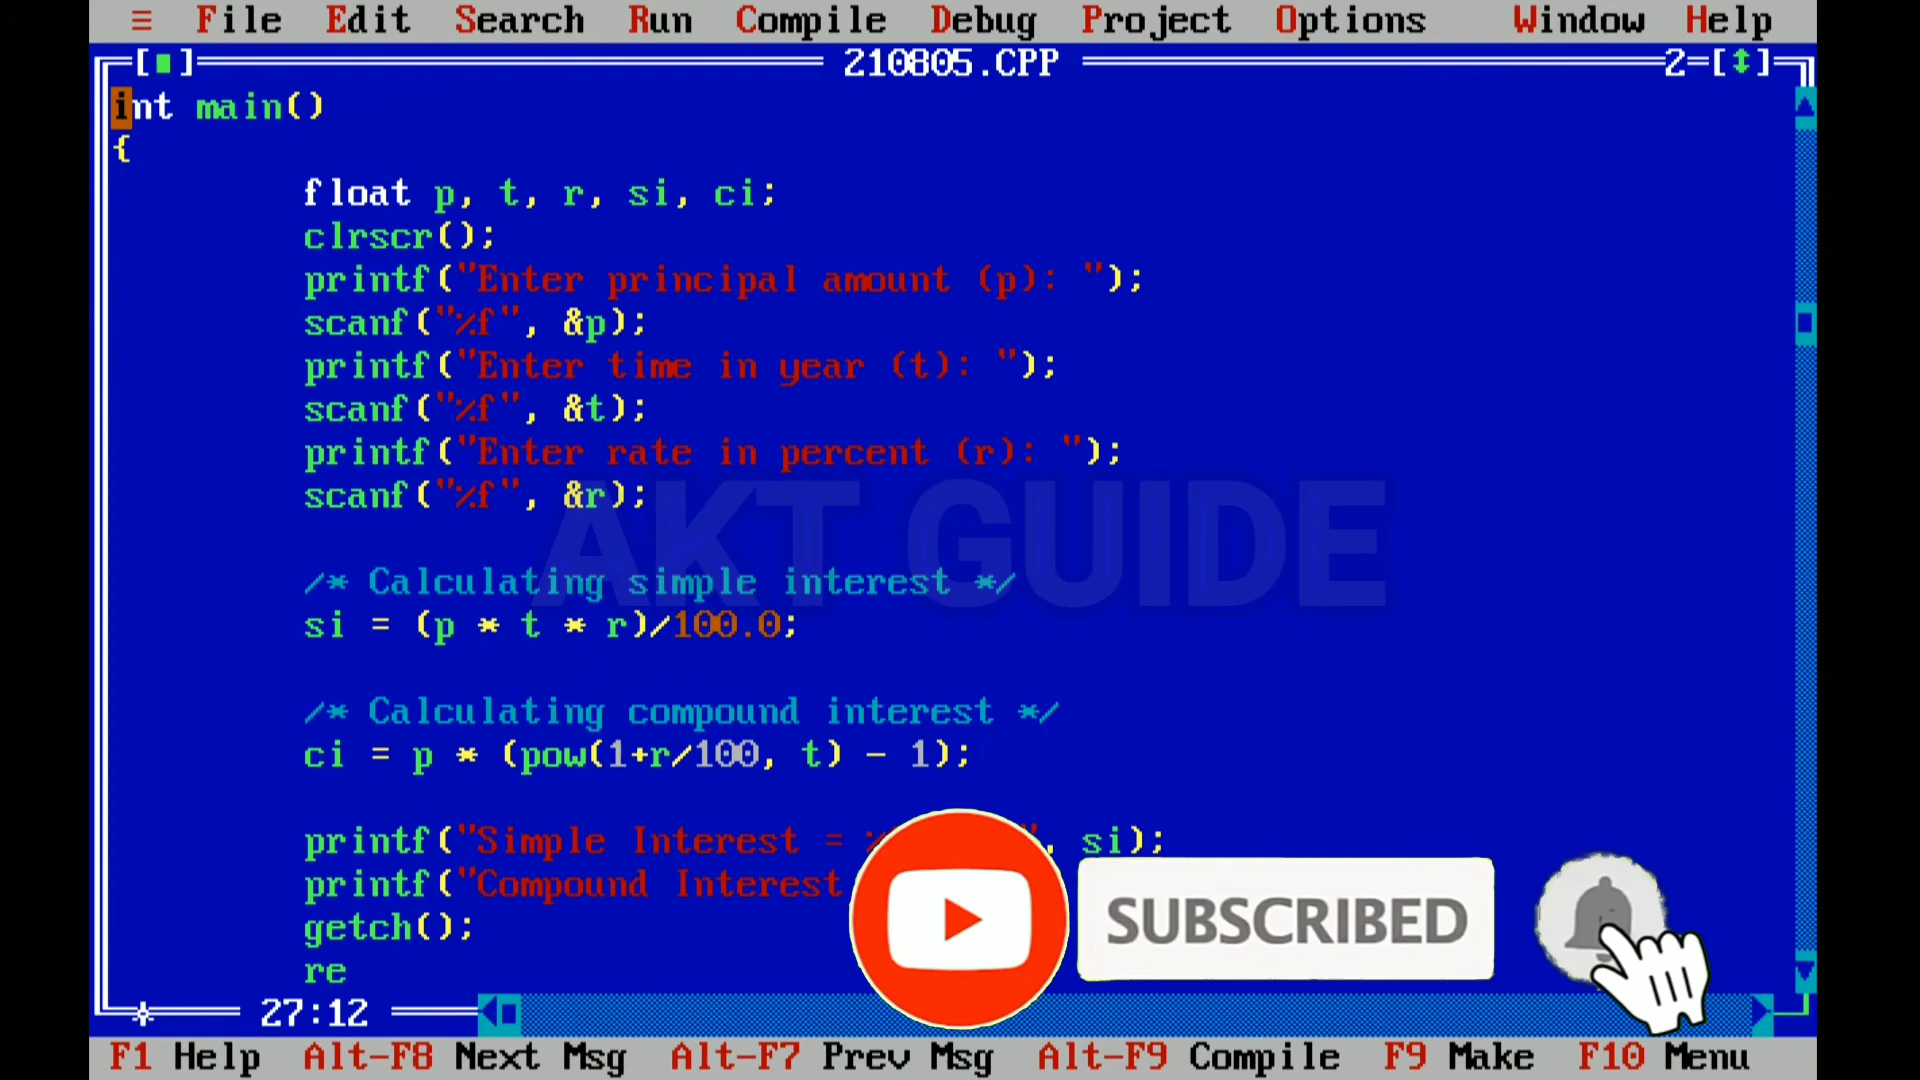 ≡ File Edit Search Run Compile Debug Project Options Window Help
[■] 210805.CPP 2=[↕]
int main()
{
float p, t, r, si, ci;
clrscr();
printf("Enter principal amount (p): ");
scanf("%f", &p);
printf("Enter time in year (t): ");
scanf("%f", &t);
printf("Enter rate in percent (r): ");
scanf("%f", &r);
AKT GUIDE
/* Calculating simple interest */
si = (p * t * r)/100.0;
/* Calculating compound interest */
ci = p * (pow(1+r/100, t) - 1);
printf("Simple Interest = ", si);
printf("Compound Interest
SUBSCRIBED
getch();
re
27:12
F1 Help Alt-F8 Next Msg Alt-F7 Prev Msg Alt-F9 Compile F9 Make F10 Menu